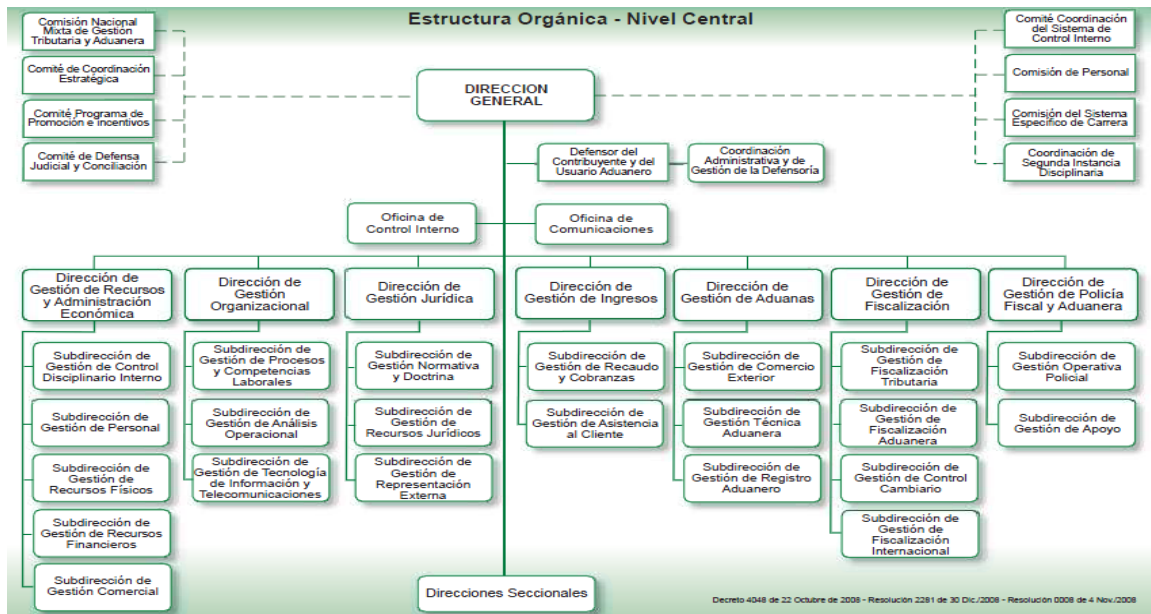 Estructura Orgánica - Nivel Central
Comisión Nacional
Mixta de Gestión
Tributaria y Aduanera
Comité de Coordinación
Estratégica
Comité Programa de
Promoción e Incentivos
Comité de Defensa
Judicial y Conciliación
DIRECCION
GENERAL
Comité Coordinación
del Sistema de
Control Interno
Comisión de Personal
Comisión del Sistema
Específico de Carrera
Coordinación de
Segunda Instancia
Disciplinaria
Defensor del
Contribuyente y del
Usuario Aduanero
Coordinación
Administrativa y de
Gestión de la Defensoría
Oficina de
Control Interno
Oficina de
Comunicaciones
Dirección de
Gestión de Recursos
y Administración
Económica
Subdirección de
Gestión de Control
Disciplinario Interno
Subdirección de
Gestión de Personal
Subdirección de
Gestión de
Recursos Físicos
Subdirección de
Gestión de Recursos
Financieros
Subdirección de
Gestión Comercial
Dirección de
Gestión
Organizacional
Subdirección de
Gestión de Procesos
y Competencias
Laborales
Subdirección de
Gestión de Análisis
Operacional
Subdirección de
Gestión de Tecnología
de Información y
Telecomunicaciones
Dirección de
Gestión Jurídica
Subdirección de
Gestión Normativa
y Doctrina
Subdirección de
Gestión de
Recursos Jurídicos
Subdirección de
Gestión de
Representación
Externa
Dirección de
Gestión de Ingresos
Subdirección de
Gestión de Recaudo
y Cobranzas
Subdirección de
Gestión de Asistencia
al Cliente
Dirección de
Gestión de Aduanas
Subdirección de
Gestión de Comercio
Exterior
Subdirección de
Gestión Técnica
Aduanera
Subdirección de
Gestión de Registro
Aduanero
Dirección de
Gestión de
Fiscalización
Subdirección de
Gestión de
Fiscalización
Tributaria
Subdirección de
Gestión de
Fiscalización
Aduanera
Subdirección de
Gestión de Control
Cambiario
Subdirección de
Gestión de
Fiscalización
Internacional
Dirección de
Gestión de Policía
Fiscal y Aduanera
Subdirección de
Gestión Operativa
Policial
Subdirección de
Gestión de Apoyo
Direcciones Seccionales
Decreto 4048 de 22 Octubre de 2008 - Resolución 2281 de 30 Dic./2008 - Resolución 0008 de 4 Nov./2008